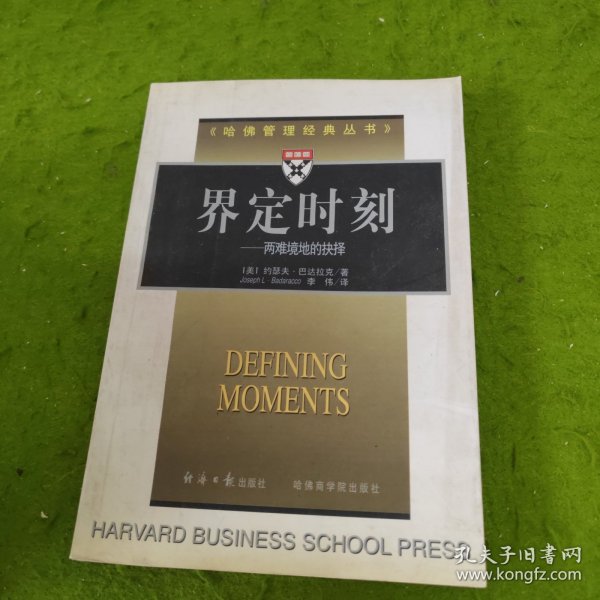 《哈佛管理经典丛书》
界定时刻
——两难境地的抉择
［美］约瑟夫·巴达拉克／著
Joseph L. Badaracco 李 伟／译
DEFINING
MOMENTS
经济日报出版社 哈佛商学院出版社
HARVARD BUSINESS SCHOOL PRESS
孔夫子旧书网
www.kongfz.com